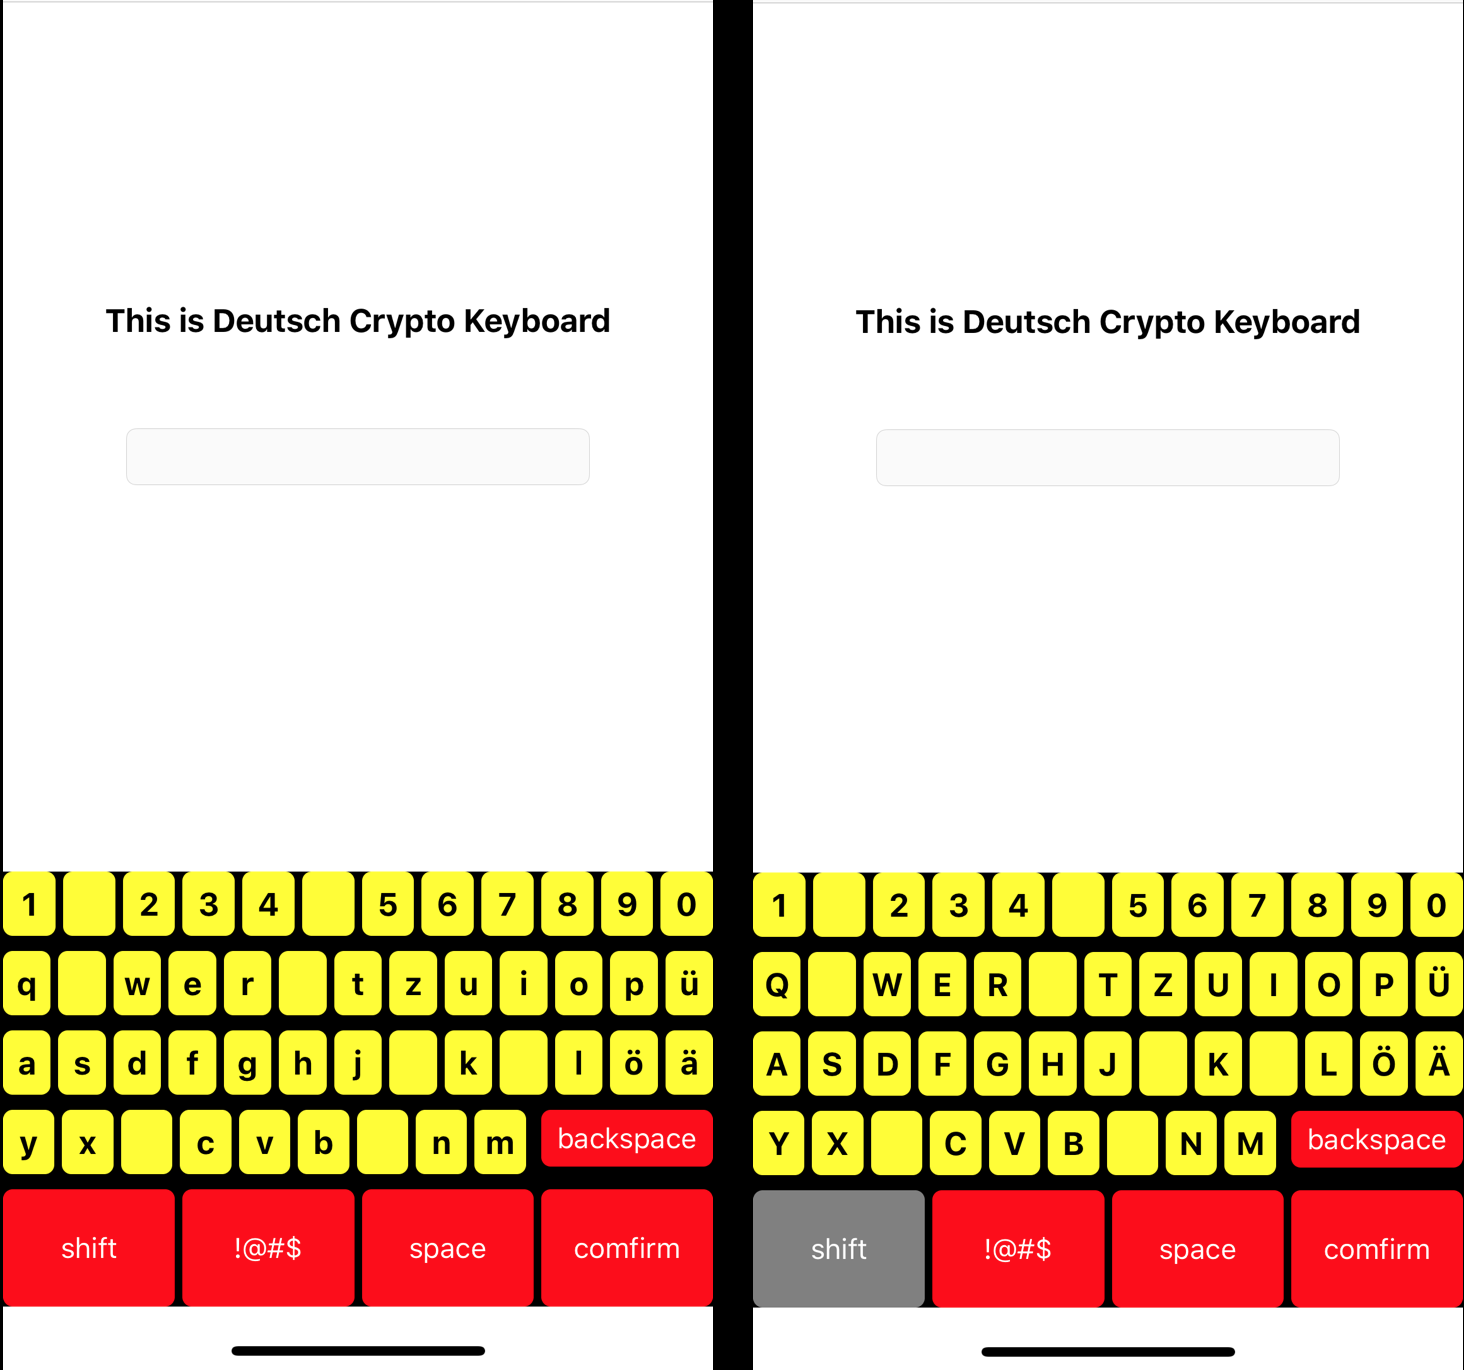 This is Deutsch Crypto Keyboard
1 2 3 4 5 6 7 8 9 0
q w e r t z u i o p ü
a s d f g h j k l ö ä
y x c v b n m backspace
shift !@#$ space comfirm
This is Deutsch Crypto Keyboard
1 2 3 4 5 6 7 8 9 0
Q W E R T Z U I O P Ü
A S D F G H J K L Ö Ä
Y X C V B N M backspace
shift !@#$ space comfirm